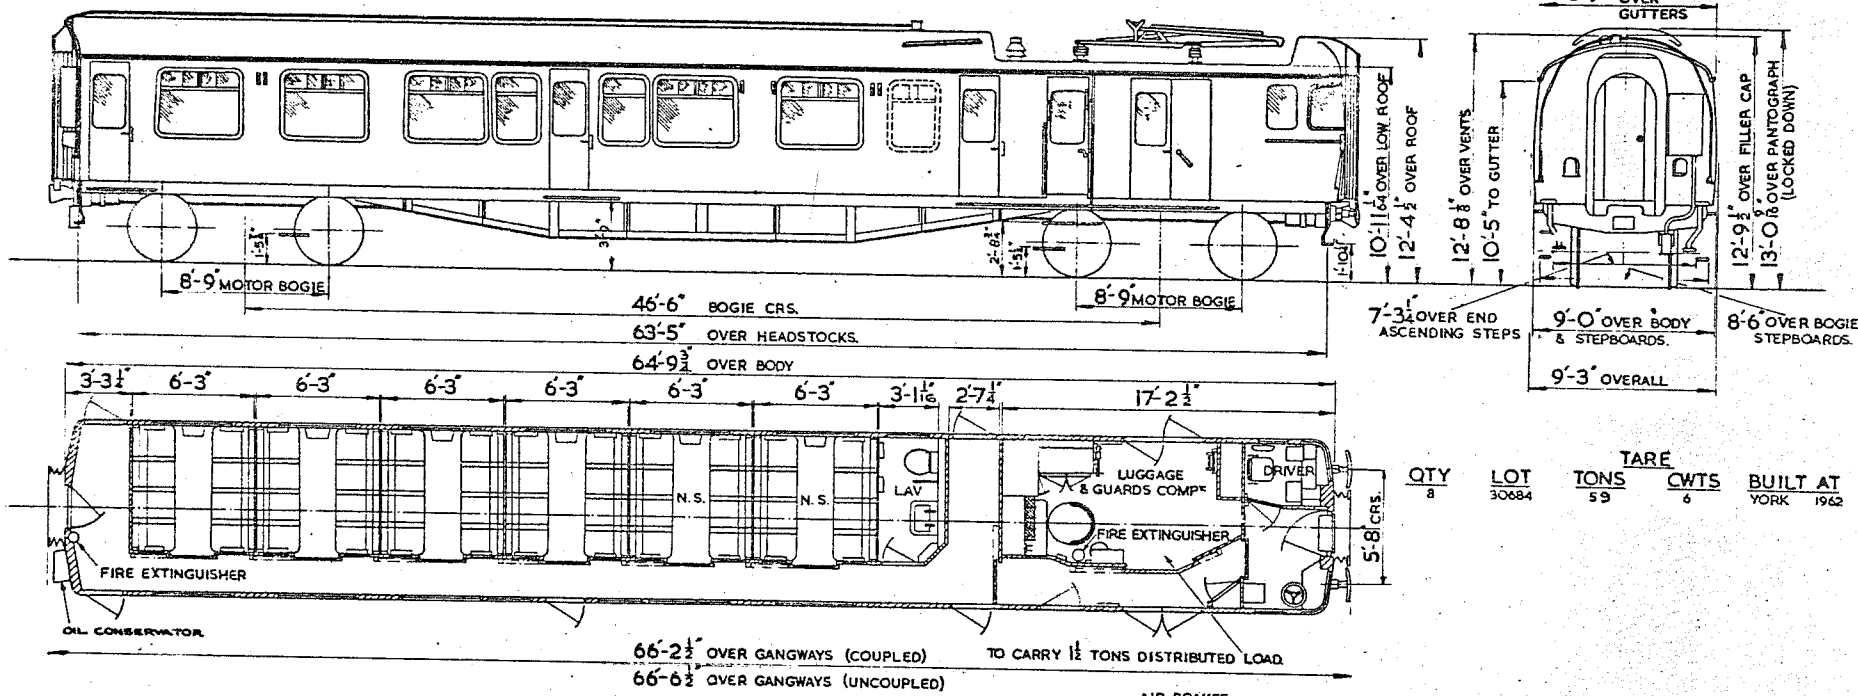 OVER
GUTTERS
10'-11 1/64" OVER LOW ROOF
12'-4 1/2" OVER ROOF
12'-8 1/8" OVER VENTS
10'-5" TO GUTTER
12'-9 1/2" OVER FILLER CAP
13'-0 9/16" OVER PANTOGRAPH
(LOCKED DOWN)
3'-9"
8'-9" MOTOR BOGIE
8'-9" MOTOR BOGIE
46'-6" BOGIE CRS.
63'-5" OVER HEADSTOCKS.
64'-9 3/4" OVER BODY
7'-3 1/4" OVER END
ASCENDING STEPS
9'-0" OVER BODY
& STEPBOARDS.
8'-6" OVER BOGIE
STEPBOARDS.
9'-3" OVERALL
3'-3 1/2" 6'-3" 6'-3" 6'-3" 6'-3" 6'-3" 6'-3" 3'-1 1/16" 2'-7 1/4" 17'-2 1/2"
N.S.
N.S.
LAV
LUGGAGE
& GUARDS COMPT
DRIVER
FIRE EXTINGUISHER
5'-8" CRS.
FIRE EXTINGUISHER
OIL CONSERVATOR
TARE
QTY LOT TONS CWTS BUILT AT
8 30684 59 6 YORK 1962
66'-2 1/2" OVER GANGWAYS (COUPLED)
TO CARRY 1 1/2 TONS DISTRIBUTED LOAD
66'-6 1/2" OVER GANGWAYS (UNCOUPLED)